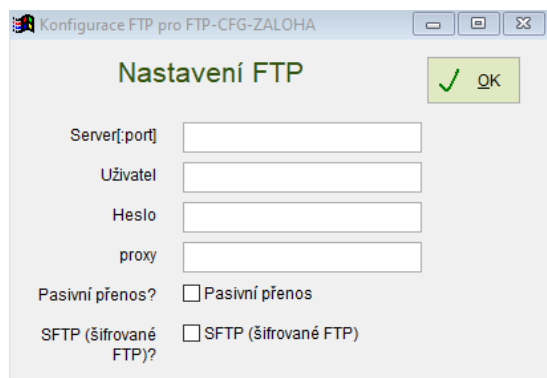 Konfigurace FTP pro FTP-CFG-ZALOHA
Nastavení FTP
OK
Server[:port]
Uživatel
Heslo
proxy
Pasivní přenos?
Pasivní přenos
SFTP (šifrované
FTP)?
SFTP (šifrované FTP)